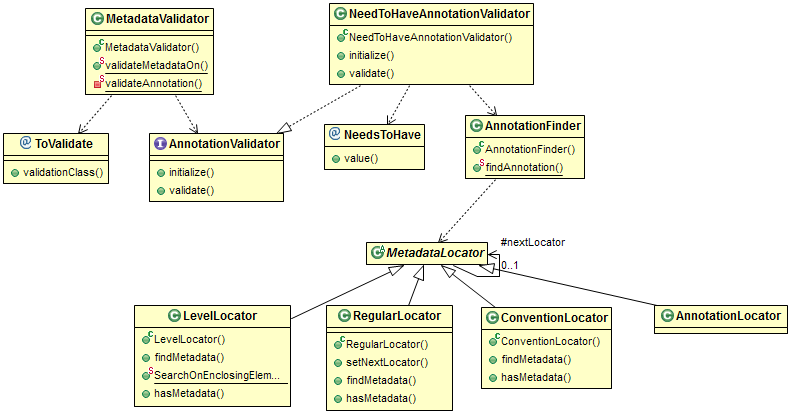 MetadataValidator
MetadataValidator()
validateMetadataOn()
validateAnnotation()
NeedToHaveAnnotationValidator
NeedToHaveAnnotationValidator()
initialize()
validate()
ToValidate
validationClass()
AnnotationValidator
initialize()
validate()
NeedsToHave
value()
AnnotationFinder
AnnotationFinder()
findAnnotation()
MetadataLocator
#nextLocator
0..1
LevelLocator
LevelLocator()
findMetadata()
SearchOnEnclosingElem...
hasMetadata()
RegularLocator
RegularLocator()
setNextLocator()
findMetadata()
hasMetadata()
ConventionLocator
ConventionLocator()
findMetadata()
hasMetadata()
AnnotationLocator